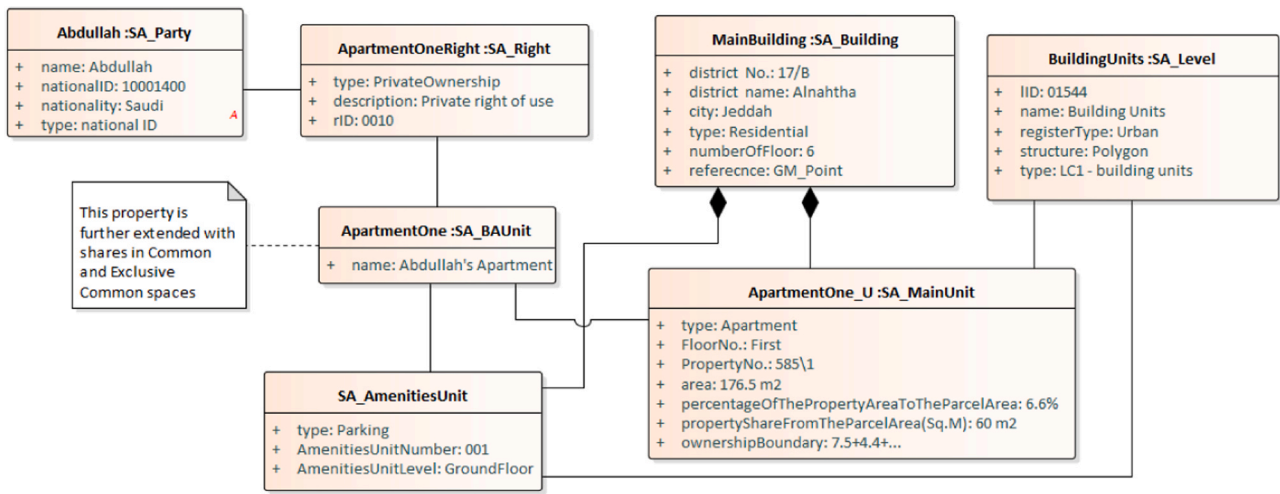 Abdullah :SA_Party
+ name: Abdullah
+ nationalID: 10001400
+ nationality: Saudi
+ type: national ID
A
ApartmentOneRight :SA_Right
+ type: PrivateOwnership
+ description: Private right of use
+ rID: 0010
MainBuilding :SA_Building
+ district No.: 17/B
+ district name: Alnahtha
+ city: Jeddah
+ type: Residential
+ numberOfFloor: 6
+ referecnce: GM_Point
BuildingUnits :SA_Level
+ lID: 01544
+ name: Building Units
+ registerType: Urban
+ structure: Polygon
+ type: LC1 - building units
This property is
further extended with
shares in Common
and Exclusive
Common spaces
ApartmentOne :SA_BAUnit
+ name: Abdullah's Apartment
ApartmentOne_U :SA_MainUnit
+ type: Apartment
+ FloorNo.: First
+ PropertyNo.: 585\1
+ area: 176.5 m2
+ percentageOfThePropertyAreaToTheParcelArea: 6.6%
+ propertyShareFromTheParcelArea(Sq.M): 60 m2
+ ownershipBoundary: 7.5+4.4+...
SA_AmenitiesUnit
+ type: Parking
+ AmenitiesUnitNumber: 001
+ AmenitiesUnitLevel: GroundFloor